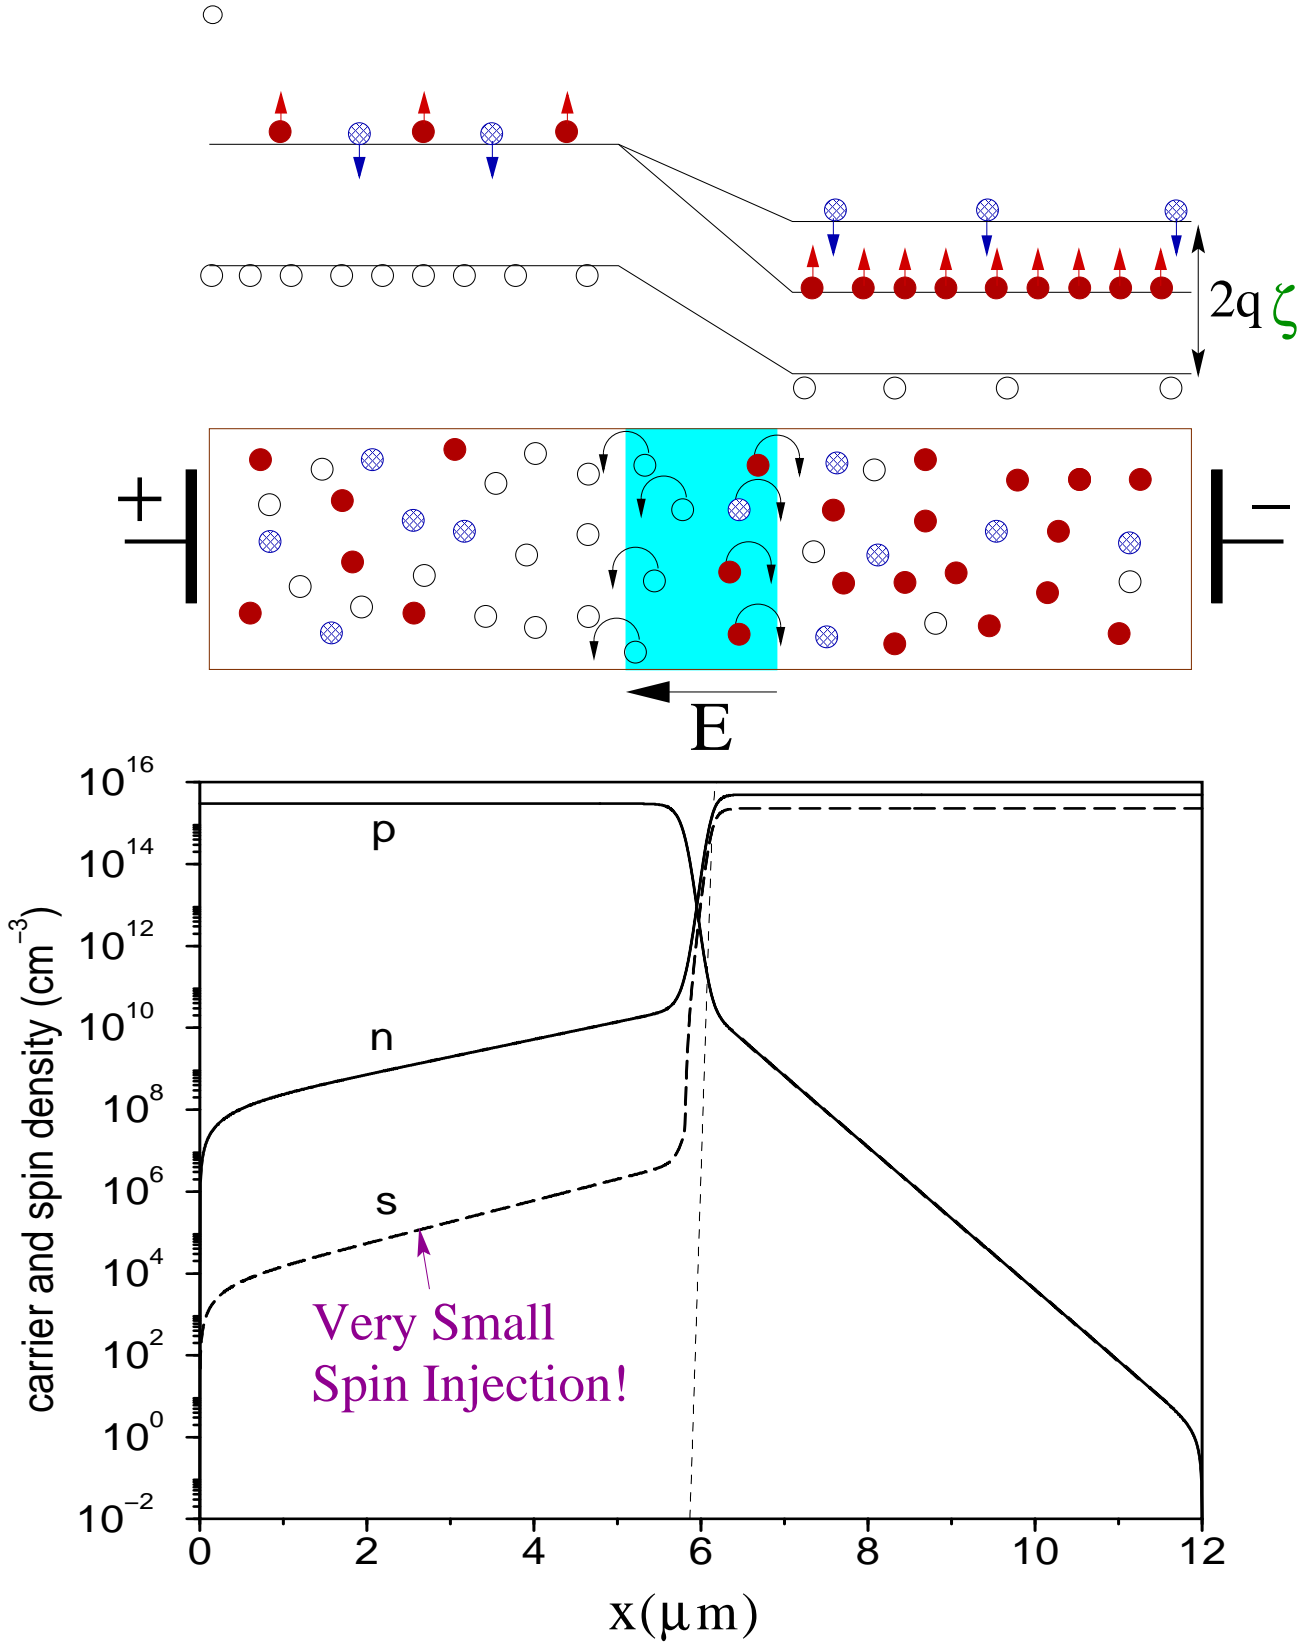 2q ζ
+
−
E
10^16
10^14
10^12
10^10
10^8
10^6
10^4
10^2
10^0
10^−2
carrier and spin density (cm^−3)
p
n
s
Very Small
Spin Injection!
0 2 4 6 8 10 12
x(μm)